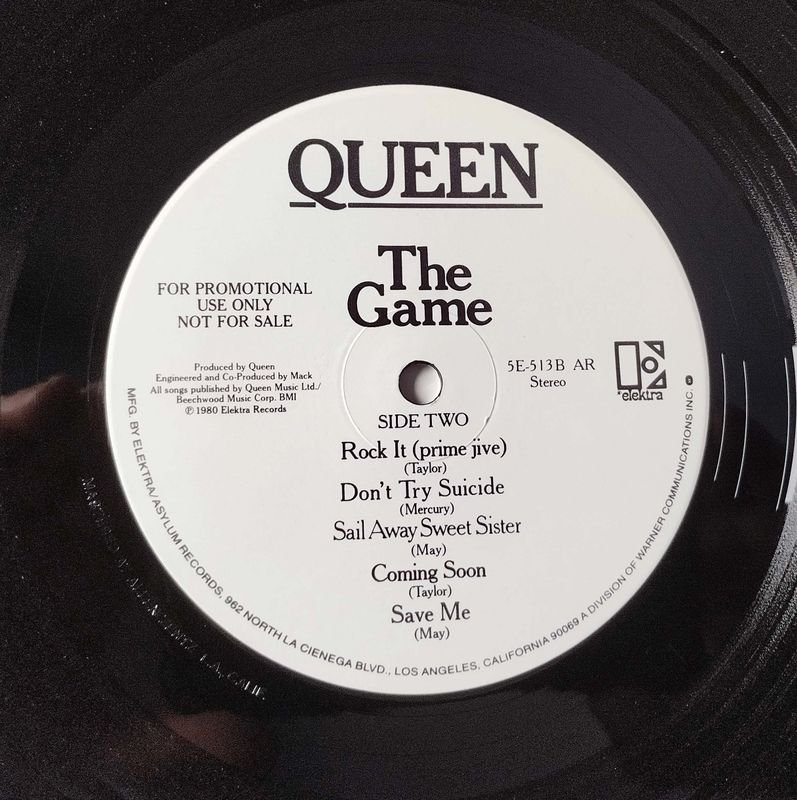 QUEEN
The
Game
FOR PROMOTIONAL
USE ONLY
NOT FOR SALE
Produced by Queen
Engineered and Co-Produced by Mack
All songs published by Queen Music Ltd./
Beechwood Music Corp. BMI
℗ 1980 Elektra Records
5E-513B AR
Stereo
elektra
SIDE TWO
Rock It (prime jive)
(Taylor)
Don't Try Suicide
(Mercury)
Sail Away Sweet Sister
(May)
Coming Soon
(Taylor)
Save Me
(May)
MFG. BY ELEKTRA/ASYLUM RECORDS, 962 NORTH LA CIENEGA BLVD., LOS ANGELES, CALIFORNIA 90069 A DIVISION OF WARNER COMMUNICATIONS INC.